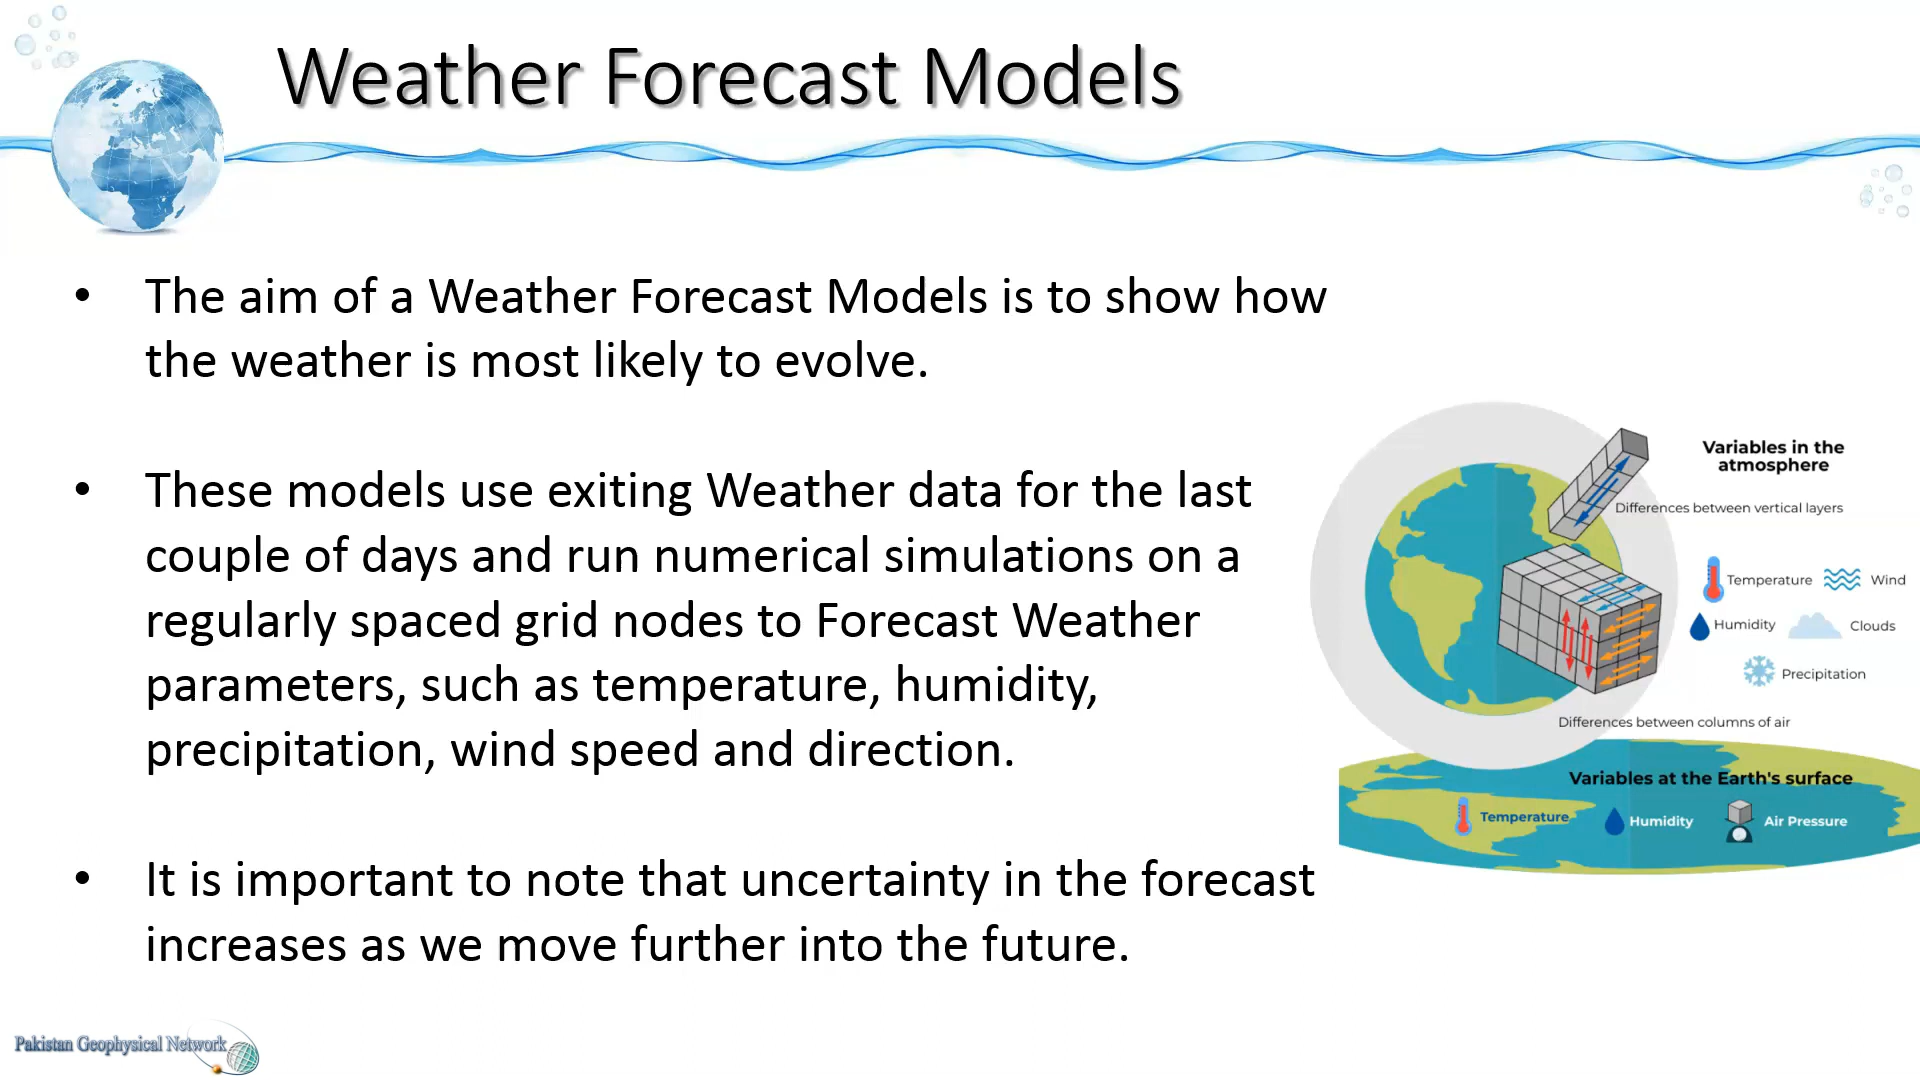 Weather Forecast Models
• The aim of a Weather Forecast Models is to show how
the weather is most likely to evolve.
• These models use exiting Weather data for the last
couple of days and run numerical simulations on a
regularly spaced grid nodes to Forecast Weather
parameters, such as temperature, humidity,
precipitation, wind speed and direction.
• It is important to note that uncertainty in the forecast
increases as we move further into the future.
Variables in the
atmosphere
Differences between vertical layers
Temperature Wind
Humidity Clouds
Precipitation
Differences between columns of air
Variables at the Earth's surface
Temperature Humidity Air Pressure
Pakistan Geophysical Network